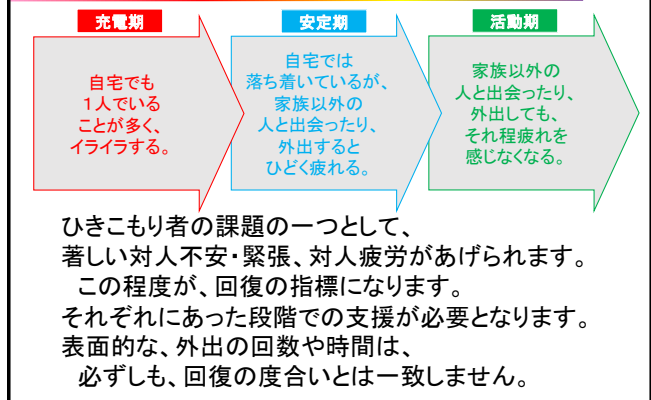 充電期
自宅でも
１人でいる
ことが多く、
イライラする。
安定期
自宅では
落ち着いているが、
家族以外の
人と出会ったり、
外出すると
ひどく疲れる。
活動期
家族以外の
人と出会ったり、
外出しても、
それ程疲れを
感じなくなる。
ひきこもり者の課題の一つとして、
著しい対人不安・緊張、対人疲労があげられます。
この程度が、回復の指標になります。
それぞれにあった段階での支援が必要となります。
表面的な、外出の回数や時間は、
必ずしも、回復の度合いとは一致しません。